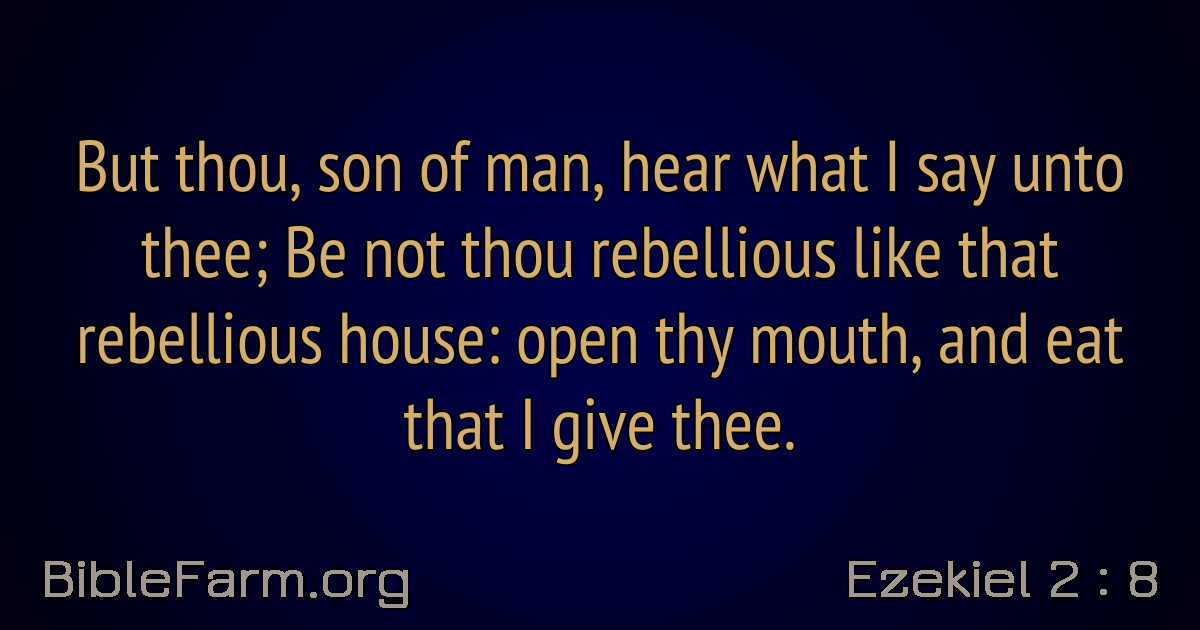 But thou, son of man, hear what I say unto
thee; Be not thou rebellious like that
rebellious house: open thy mouth, and eat
that I give thee.
BibleFarm.org
Ezekiel 2 : 8